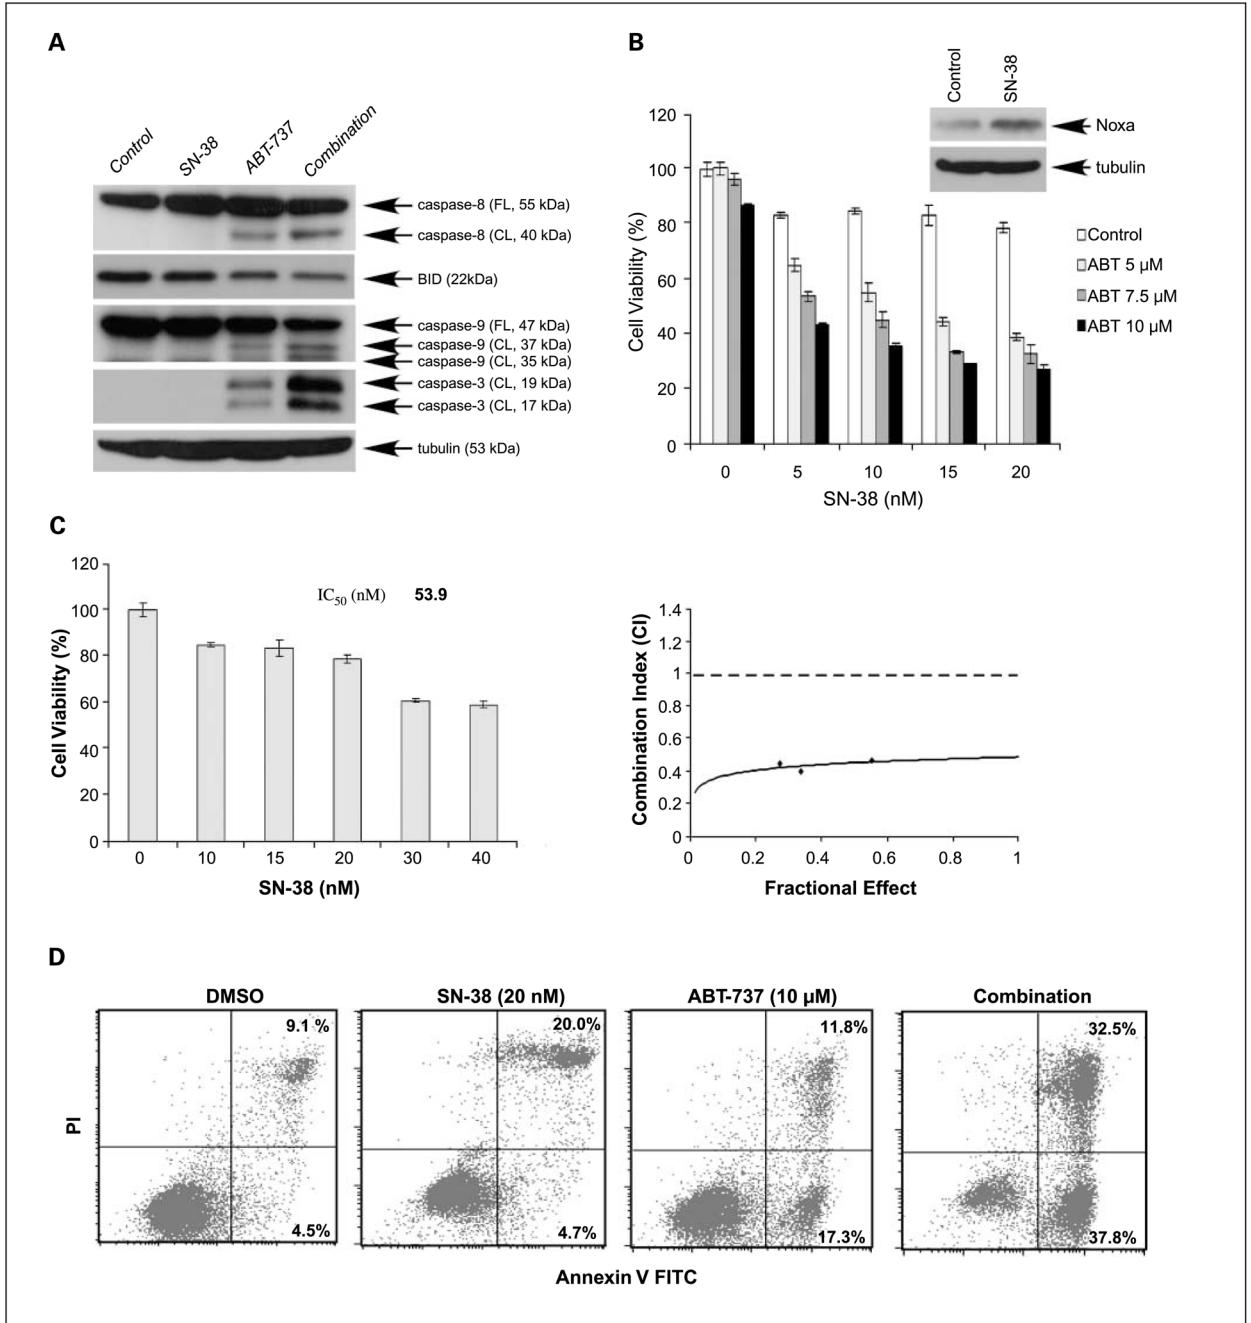 A
Control
SN-38
ABT-737
Combination
caspase-8 (FL, 55 kDa)
caspase-8 (CL, 40 kDa)
BID (22kDa)
caspase-9 (FL, 47 kDa)
caspase-9 (CL, 37 kDa)
caspase-9 (CL, 35 kDa)
caspase-3 (CL, 19 kDa)
caspase-3 (CL, 17 kDa)
tubulin (53 kDa)
B
Control
SN-38
Noxa
tubulin
Cell Viability (%)
120
100
80
60
40
20
0
0 5 10 15 20
SN-38 (nM)
Control
ABT 5 µM
ABT 7.5 µM
ABT 10 µM
C
Cell Viability (%)
120
100
80
60
40
20
0
IC50 (nM) 53.9
0 10 15 20 30 40
SN-38 (nM)
Combination Index (CI)
1.4
1.2
1
0.8
0.6
0.4
0.2
0
0 0.2 0.4 0.6 0.8 1
Fractional Effect
D
DMSO
9.1 %
4.5%
SN-38 (20 nM)
20.0%
4.7%
ABT-737 (10 µM)
11.8%
17.3%
Combination
32.5%
37.8%
PI
Annexin V FITC